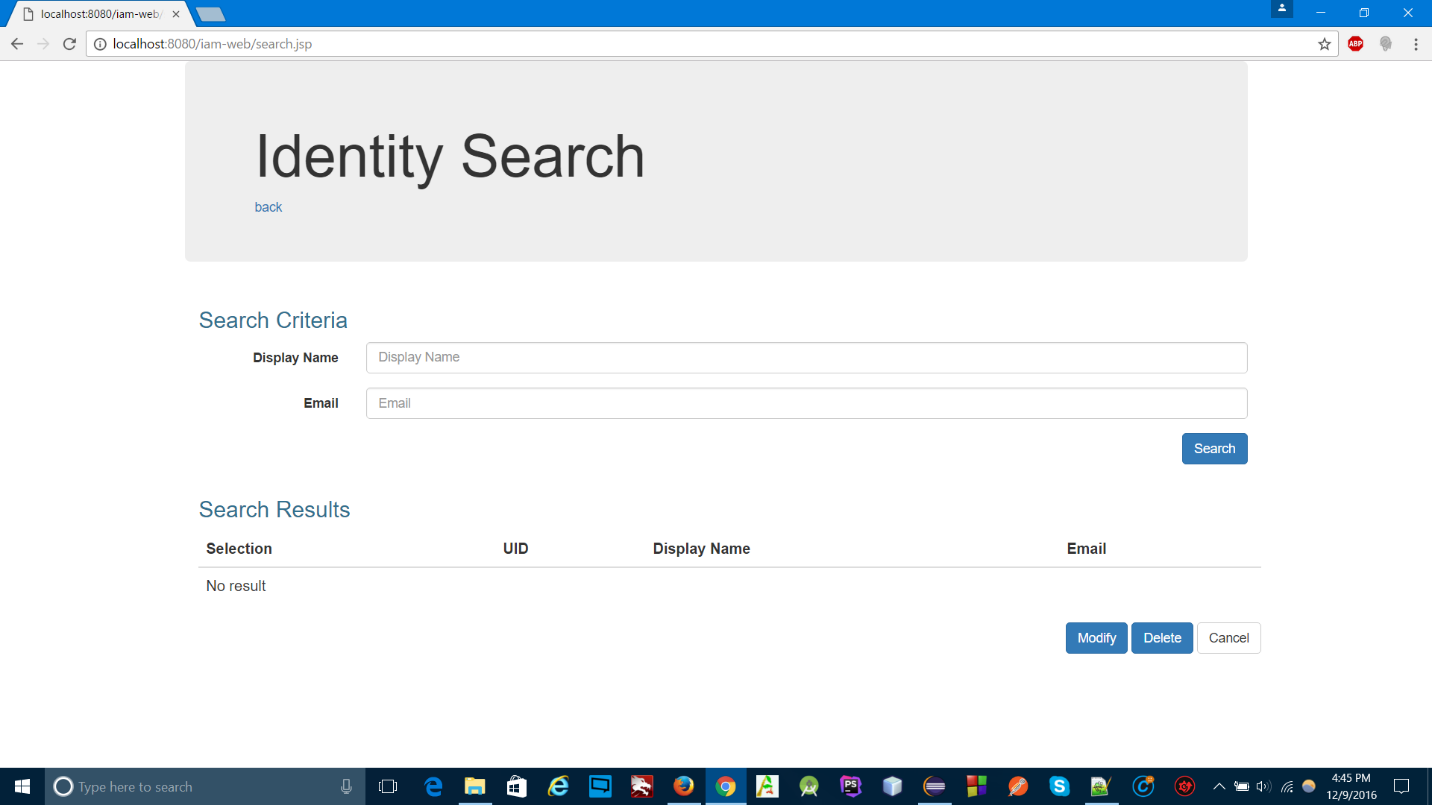 localhost:8080/iam-web/
localhost:8080/iam-web/search.jsp
ABP
Identity Search
back
Search Criteria
Display Name Display Name
Email Email
Search
Search Results
Selection UID Display Name Email
No result
Modify Delete Cancel
Type here to search
PS
4:45 PM
12/9/2016